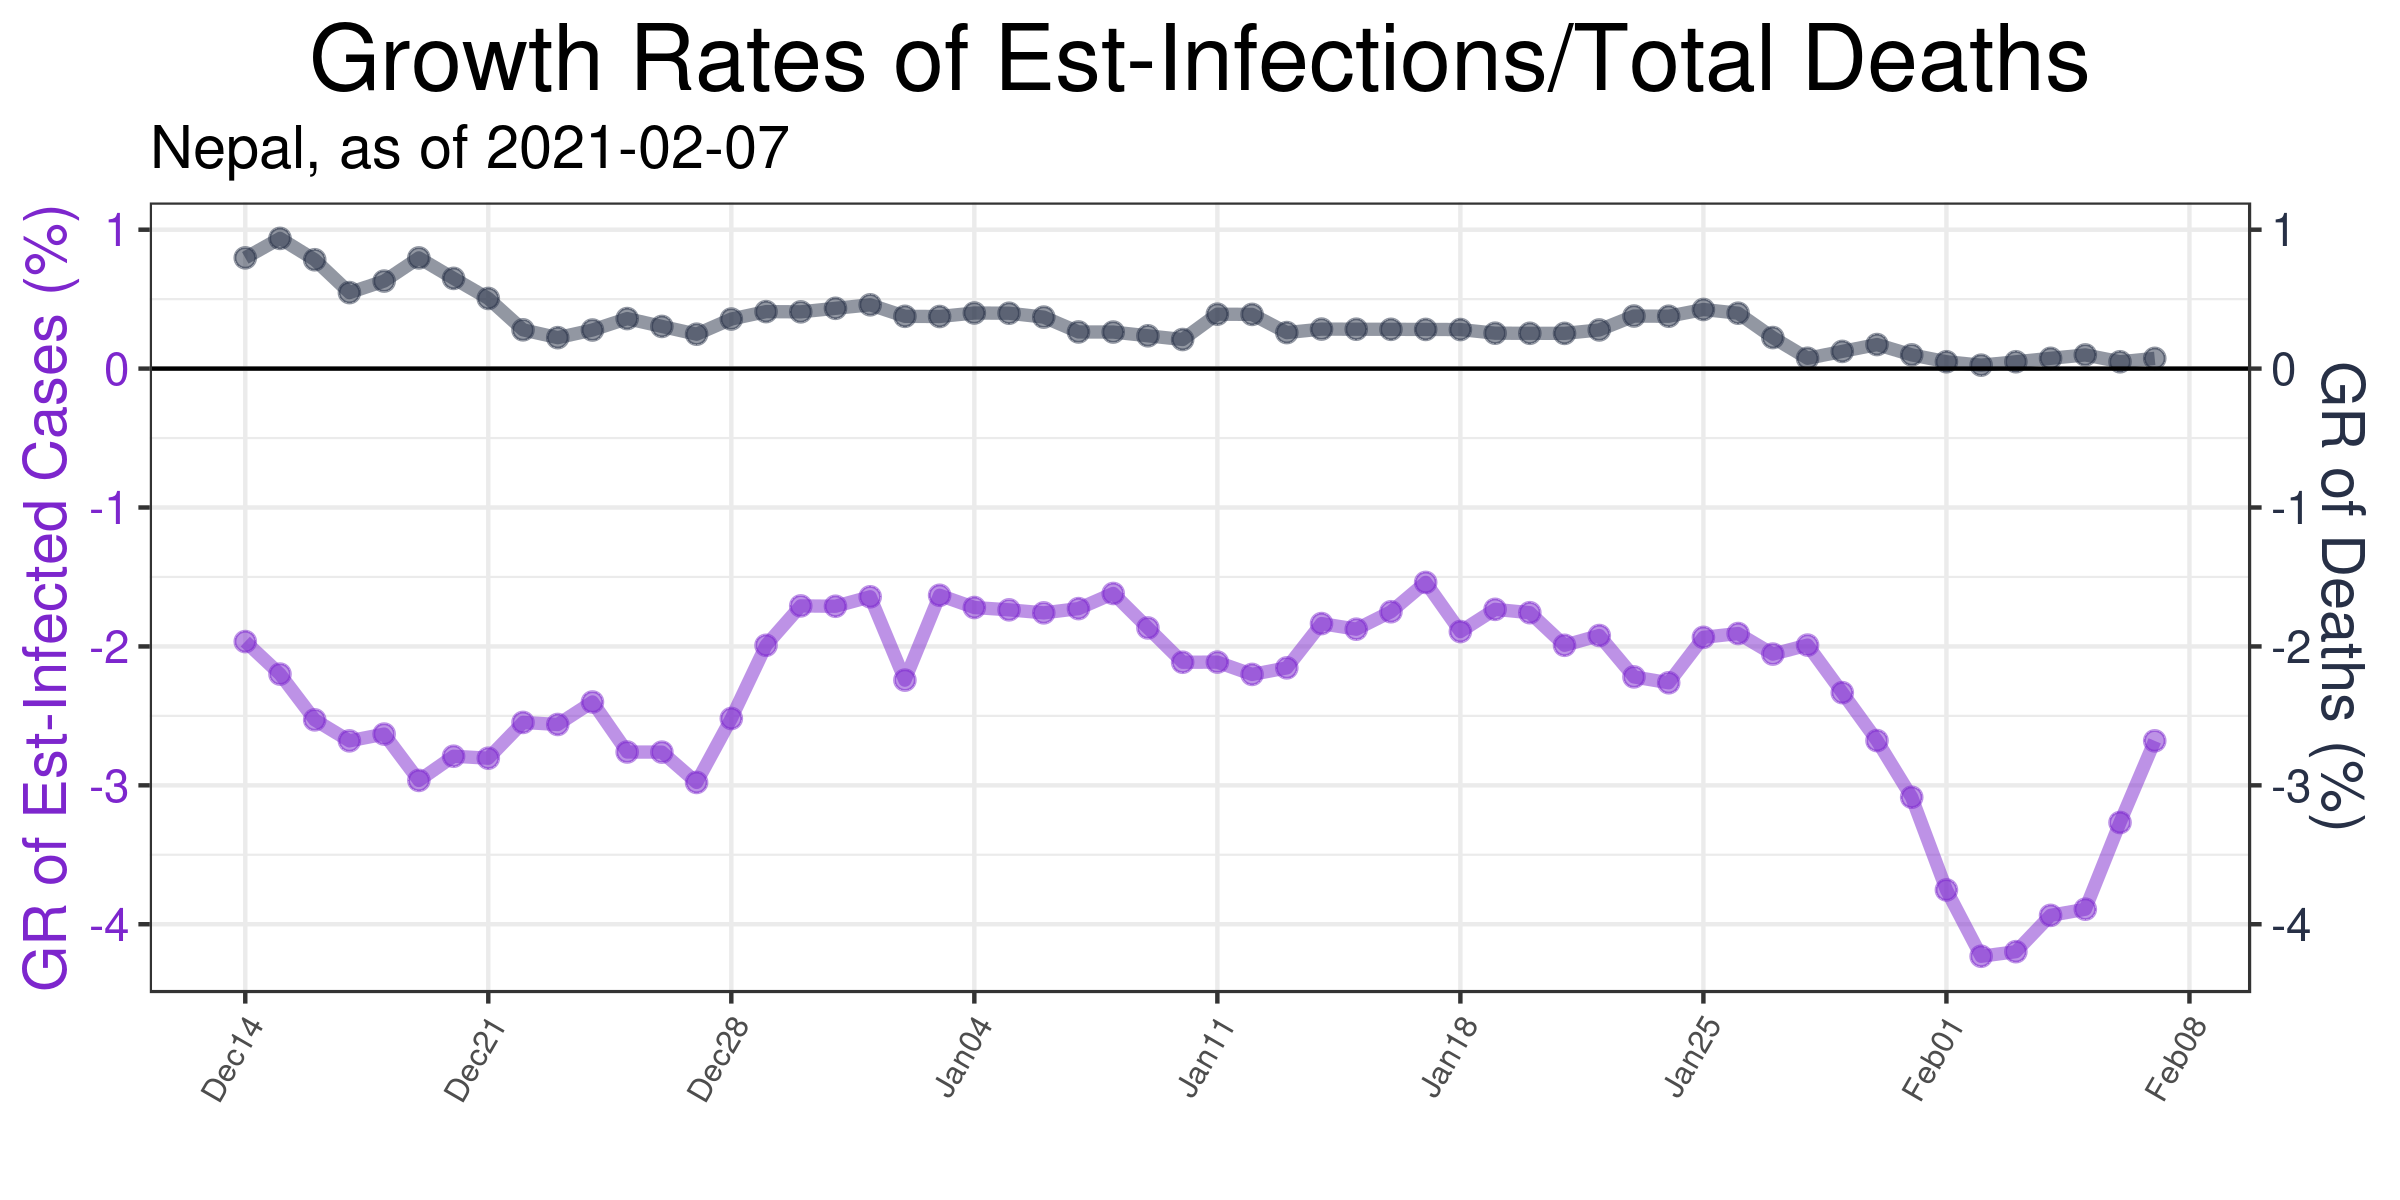 Growth Rates of Est-Infections/Total Deaths
Nepal, as of 2021-02-07
GR of Est-Infected Cases (%)
1
0
-1
-2
-3
-4
1
0
-1
-2
-3
-4
GR of Deaths (%)
Dec14
Dec21
Dec28
Jan04
Jan11
Jan18
Jan25
Feb01
Feb08